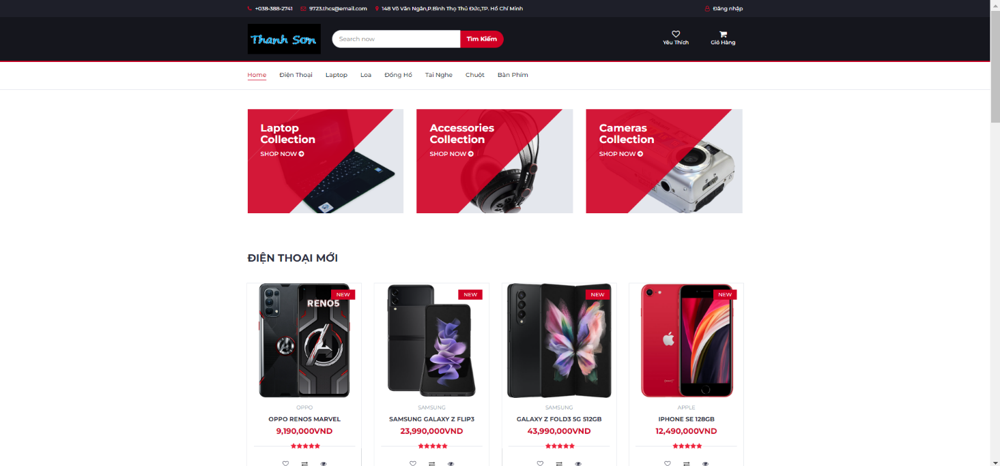 +038-388-2741 9723.thcs@email.com 148 Võ Văn Ngân,P.Bình Thọ Thủ Đức,TP. Hồ Chí Minh Đăng nhập
Thanh Sơn Search now Tìm Kiếm Yêu Thích Giỏ Hàng
Home Điện Thoại Laptop Loa Đồng Hồ Tai Nghe Chuột Bàn Phím
Laptop
Collection
SHOP NOW
Accessories
Collection
SHOP NOW
Cameras
Collection
SHOP NOW
ĐIỆN THOẠI MỚI
NEW
RENO5
OPPO
OPPO RENO5 MARVEL
9,190,000VND
NEW
SAMSUNG
SAMSUNG GALAXY Z FLIP3
23,990,000VND
NEW
SAMSUNG
GALAXY Z FOLD3 5G 512GB
43,990,000VND
NEW
APPLE
IPHONE SE 128GB
12,490,000VND